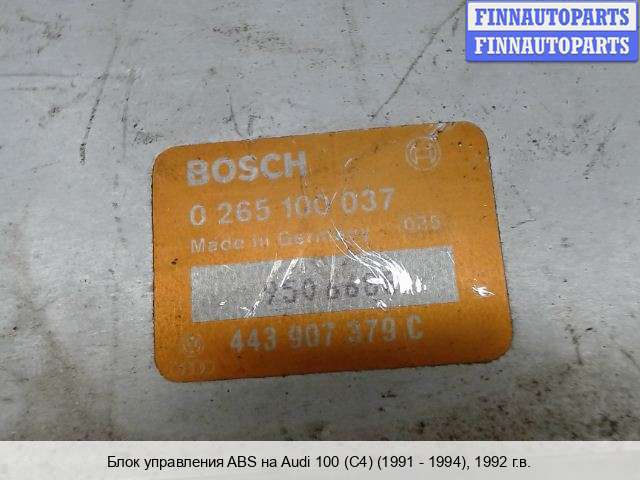 FINNAUTOPARTS
FINNAUTOPARTS
BOSCH
0 265 100 037
Made in Germany 035
443 907 379 C
Блок управления ABS на Audi 100 (C4) (1991 - 1994), 1992 г.в.